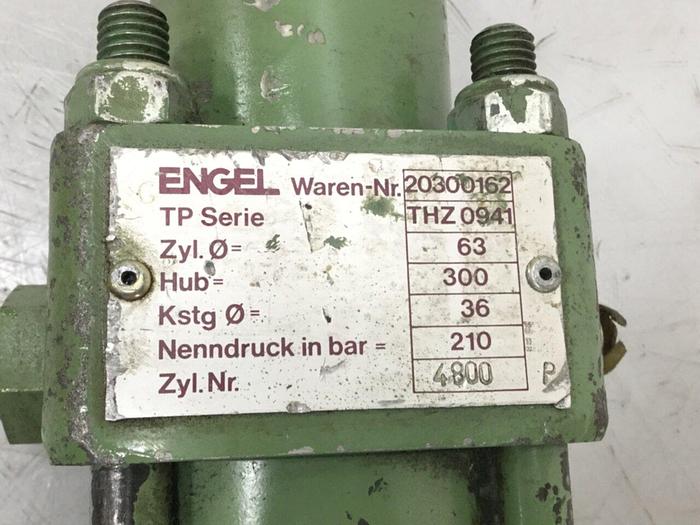 ENGEL Waren-Nr. 20300162
TP Serie THZ 0941
Zyl. Ø= 63
Hub= 300
Kstg Ø= 36
Nenndruck in bar = 210
Zyl. Nr. 4800 P